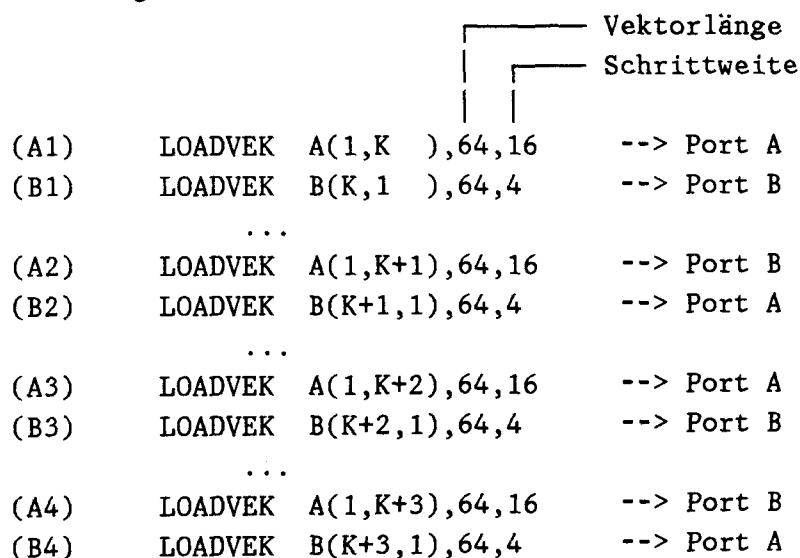 Vektorlänge
Schrittweite
(A1) LOADVEK A(1,K ),64,16 --> Port A
(B1) LOADVEK B(K,1 ),64,4 --> Port B
...
(A2) LOADVEK A(1,K+1),64,16 --> Port B
(B2) LOADVEK B(K+1,1),64,4 --> Port A
...
(A3) LOADVEK A(1,K+2),64,16 --> Port A
(B3) LOADVEK B(K+2,1),64,4 --> Port B
...
(A4) LOADVEK A(1,K+3),64,16 --> Port B
(B4) LOADVEK B(K+3,1),64,4 --> Port A